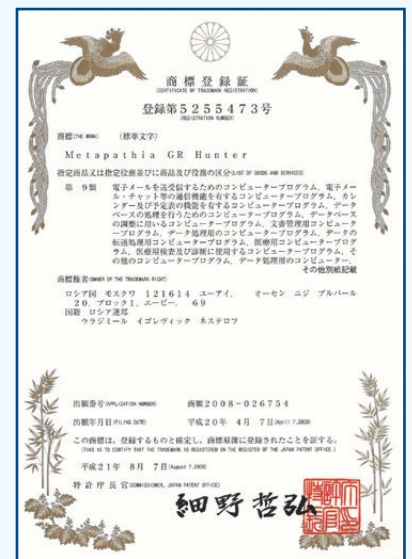 商標登録証
(CERTIFICATE OF TRADEMARK REGISTRATION)
登録第5255473号
(REGISTRATION NUMBER)
商標(THE MARK) (標準文字)
Metapathia GR Hunter
指定商品又は指定役務並びに商品及び役務の区分(LIST OF GOODS AND SERVICES)
第 9類 電子メールを送受信するためのコンピュータープログラム，電子メー
ル・チャット等の通信機能を有するコンピュータープログラム，カレ
ンダー及び予定表の機能を有するコンピュータープログラム，データ
ベースの処理を行うためのコンピュータープログラム，データベース
の調整に用いるコンピュータープログラム，文書管理用コンピュータ
ープログラム，データ処理用のコンピュータープログラム，データの
転送処理用コンピュータープログラム，医療用コンピュータープログ
ラム，医療用検査及び診断に使用するコンピュータープログラム，そ
の他のコンピュータープログラム，データ処理用のコンピューター，
その他別紙記載
商標権者(OWNER OF THE TRADEMARK RIGHT)
ロシア国 モスクワ 121614 ユーアイ． オーセン ニジ ブルバール
20．ブロック1．エービー． 69
国籍 ロシア連邦
ウラジミール イゴレヴィック ネステロフ
出願番号(APPLICATION NUMBER) 商願2008-026754
出願年月日(FILING DATE) 平成20年 4月 7日(April 7,2008)
この商標は、登録するものと確定し、商標原簿に登録されたことを証する。
(THIS IS TO CERTIFY THAT THE TRADEMARK IS REGISTERED ON THE REGISTER OF THE JAPAN PATENT OFFICE.)
平成21年 8月 7日(August 7,2009)
特許庁長官(COMMISSIONER, JAPAN PATENT OFFICE)
細野哲弘